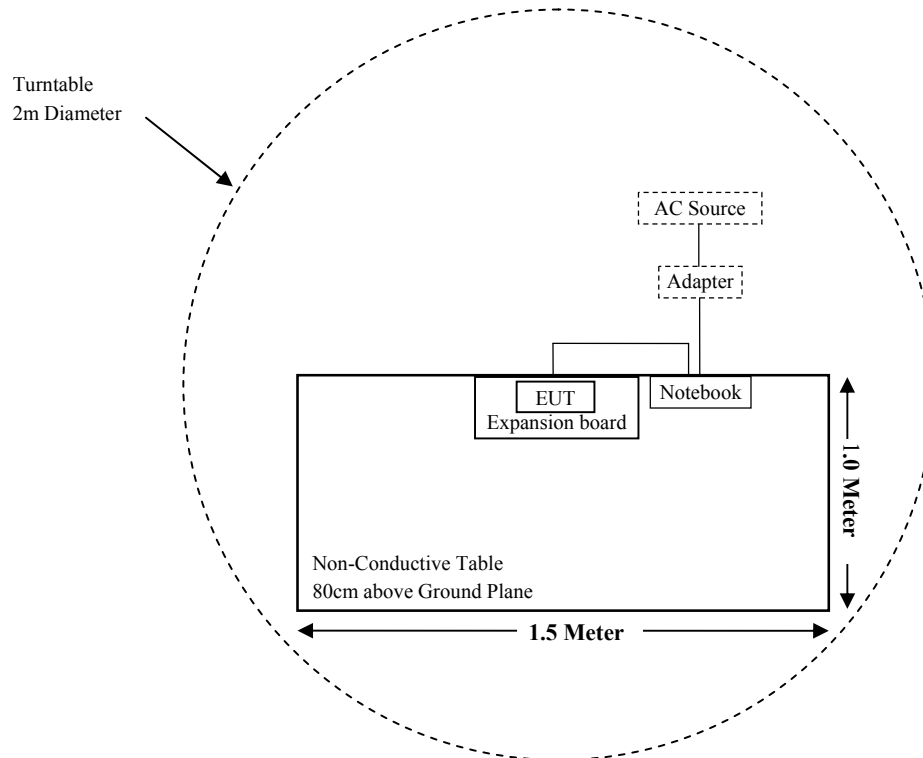 Turntable
2m Diameter
AC Source
Adapter
EUT
Expansion board
Notebook
1.0 Meter
Non-Conductive Table
80cm above Ground Plane
1.5 Meter